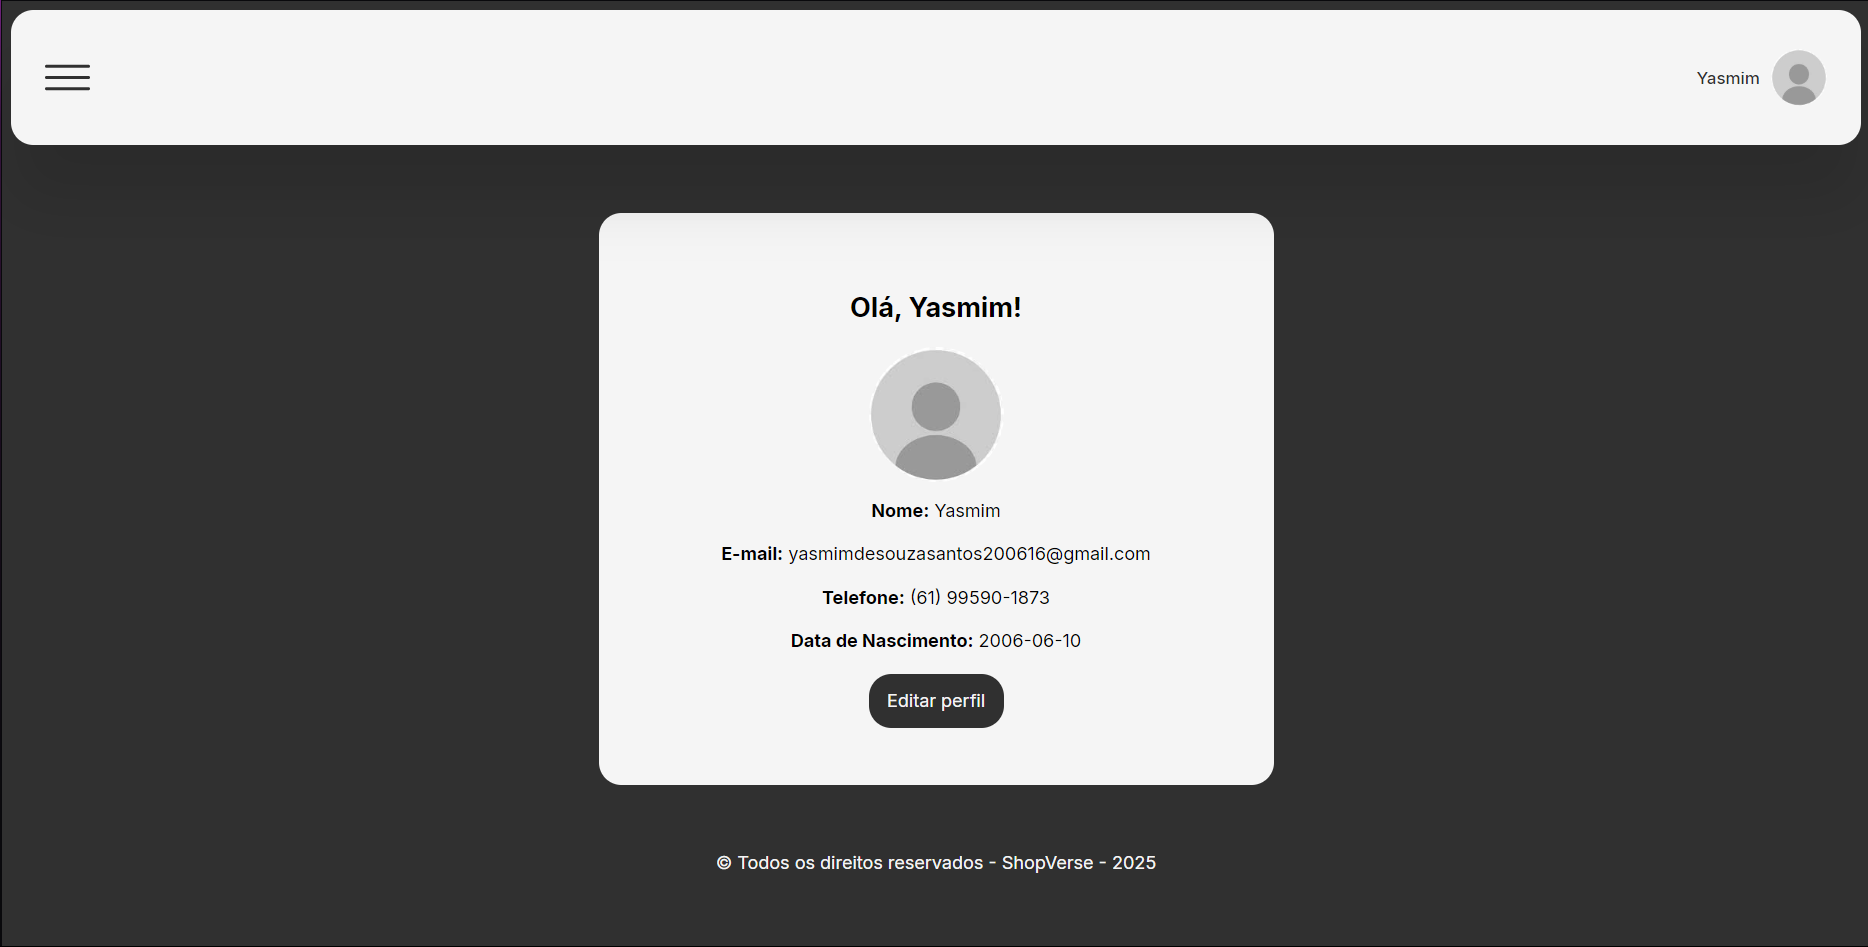 Yasmim
Olá, Yasmim!
Nome: Yasmim
E-mail: yasmimdesouzasantos200616@gmail.com
Telefone: (61) 99590-1873
Data de Nascimento: 2006-06-10
Editar perfil
© Todos os direitos reservados - ShopVerse - 2025